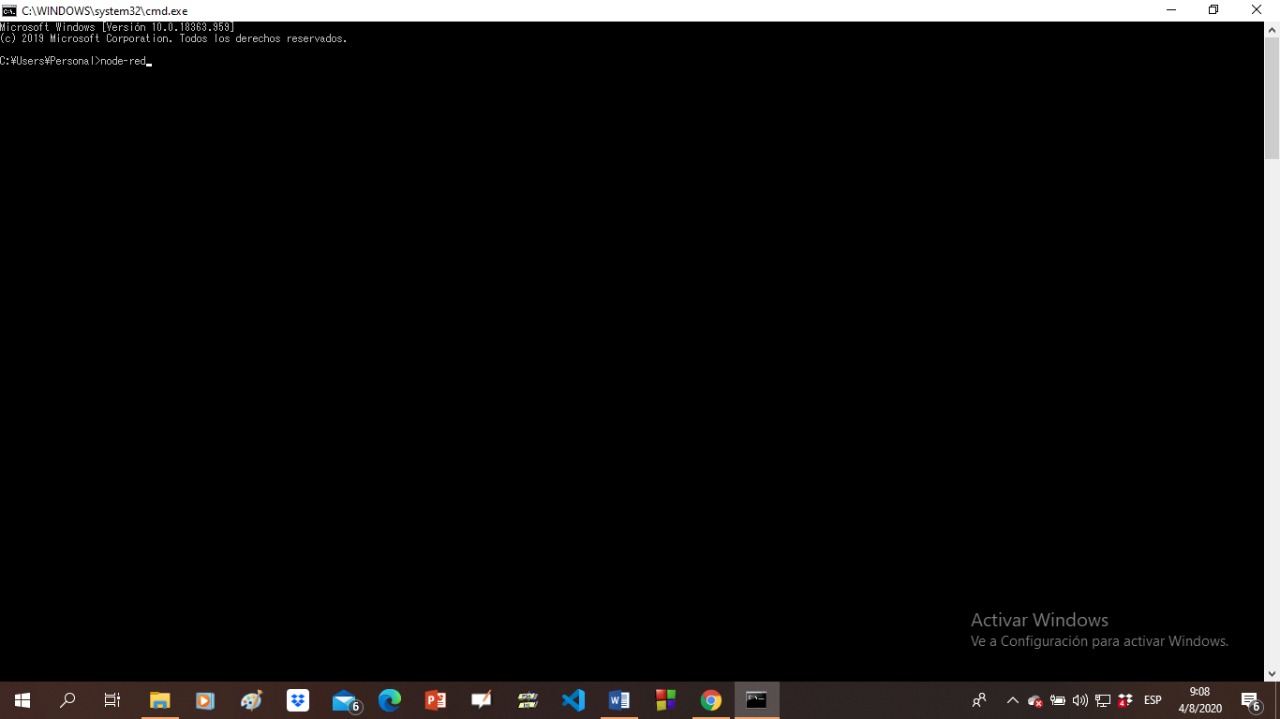 C:\WINDOWS\system32\cmd.exe
Microsoft Windows [Versión 10.0.18363.959]
(c) 2019 Microsoft Corporation. Todos los derechos reservados.
C:¥Users¥Personal>node-red
Activar Windows
Ve a Configuración para activar Windows.
6
ESP
9:08
4/8/2020
6